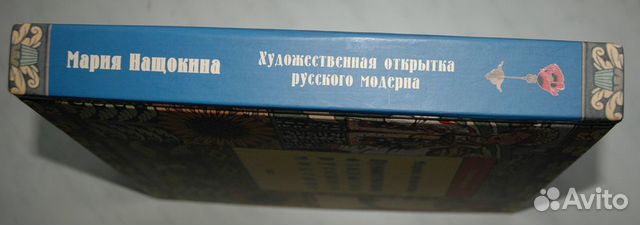 Мария Нащокина
Художественная открытка
русского модерна
Avito